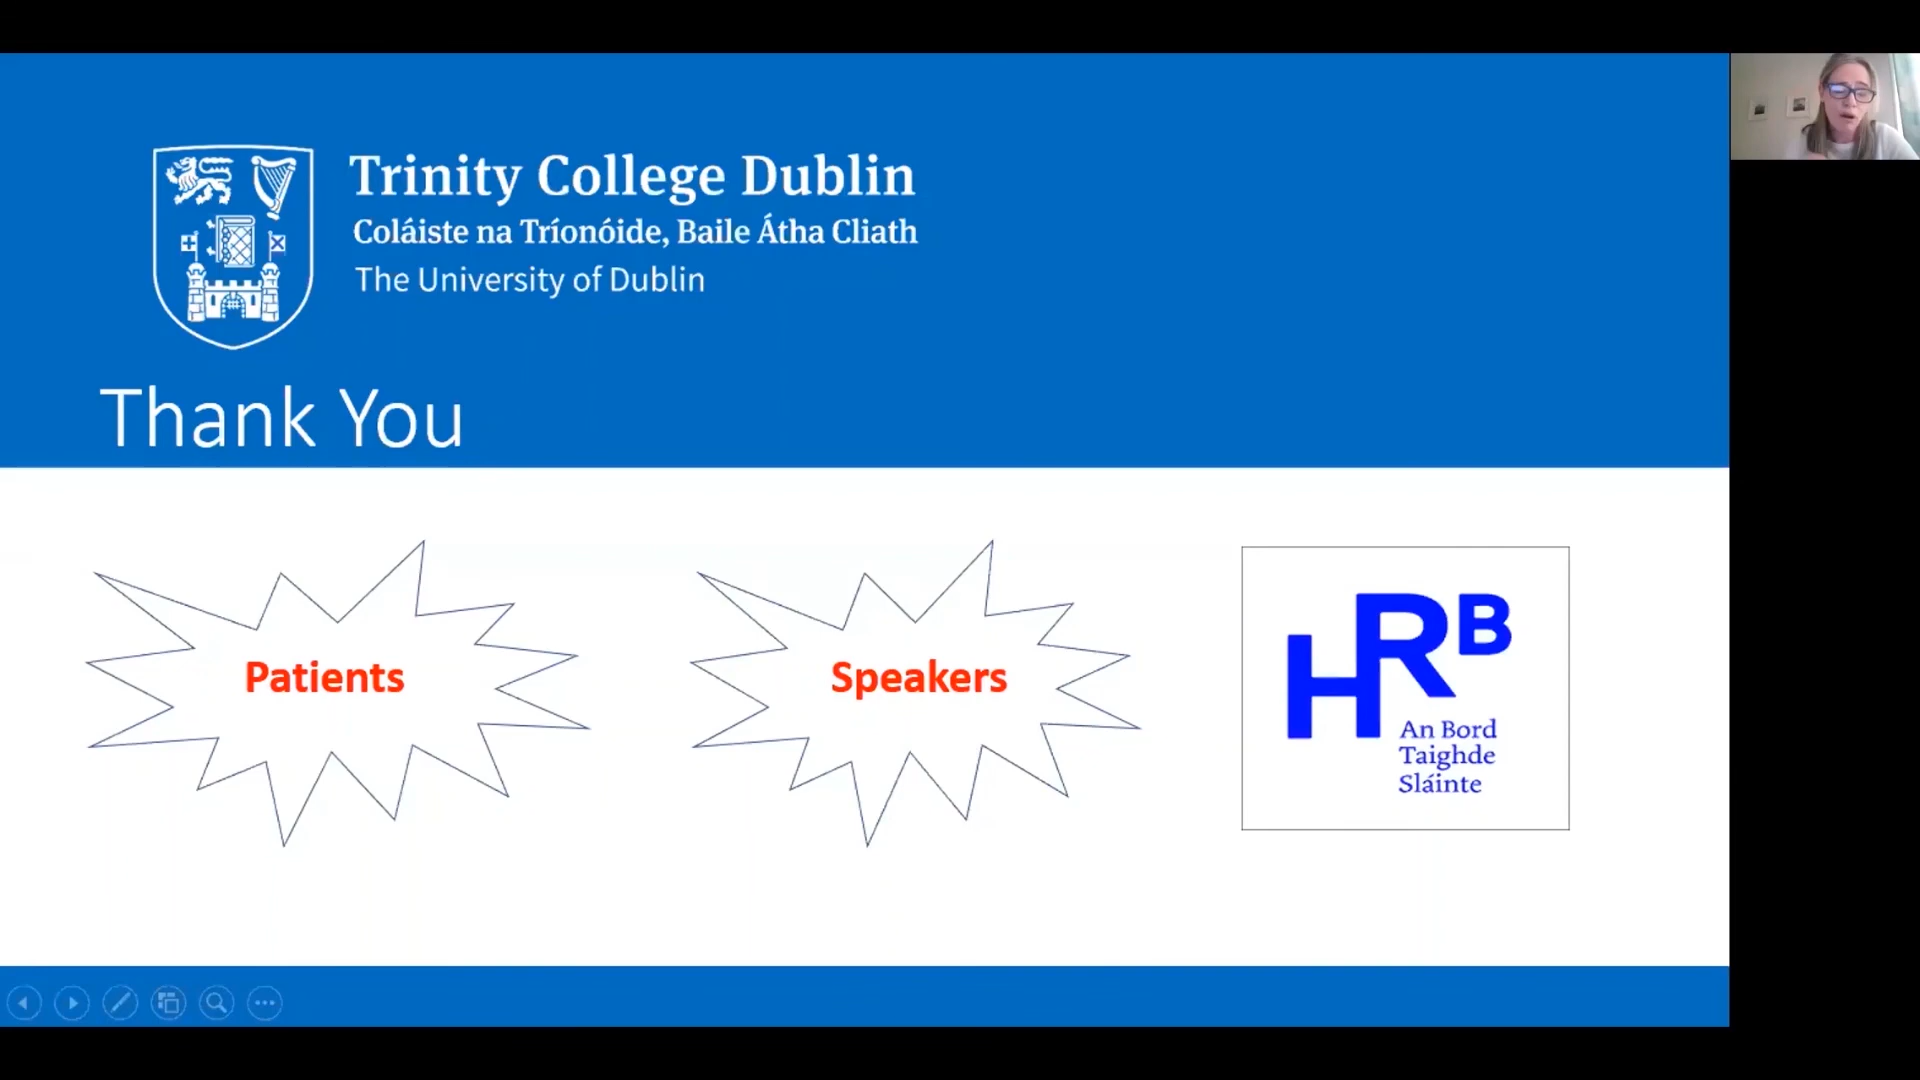 Trinity College Dublin
Coláiste na Tríonóide, Baile Átha Cliath
The University of Dublin
Thank You
Patients
Speakers
HRB
An Bord
Taighde
Sláinte